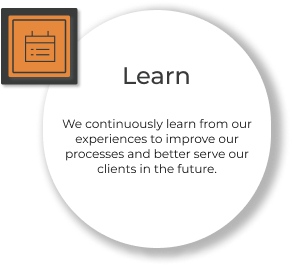 Learn
We continuously learn from our
experiences to improve our
processes and better serve our
clients in the future.